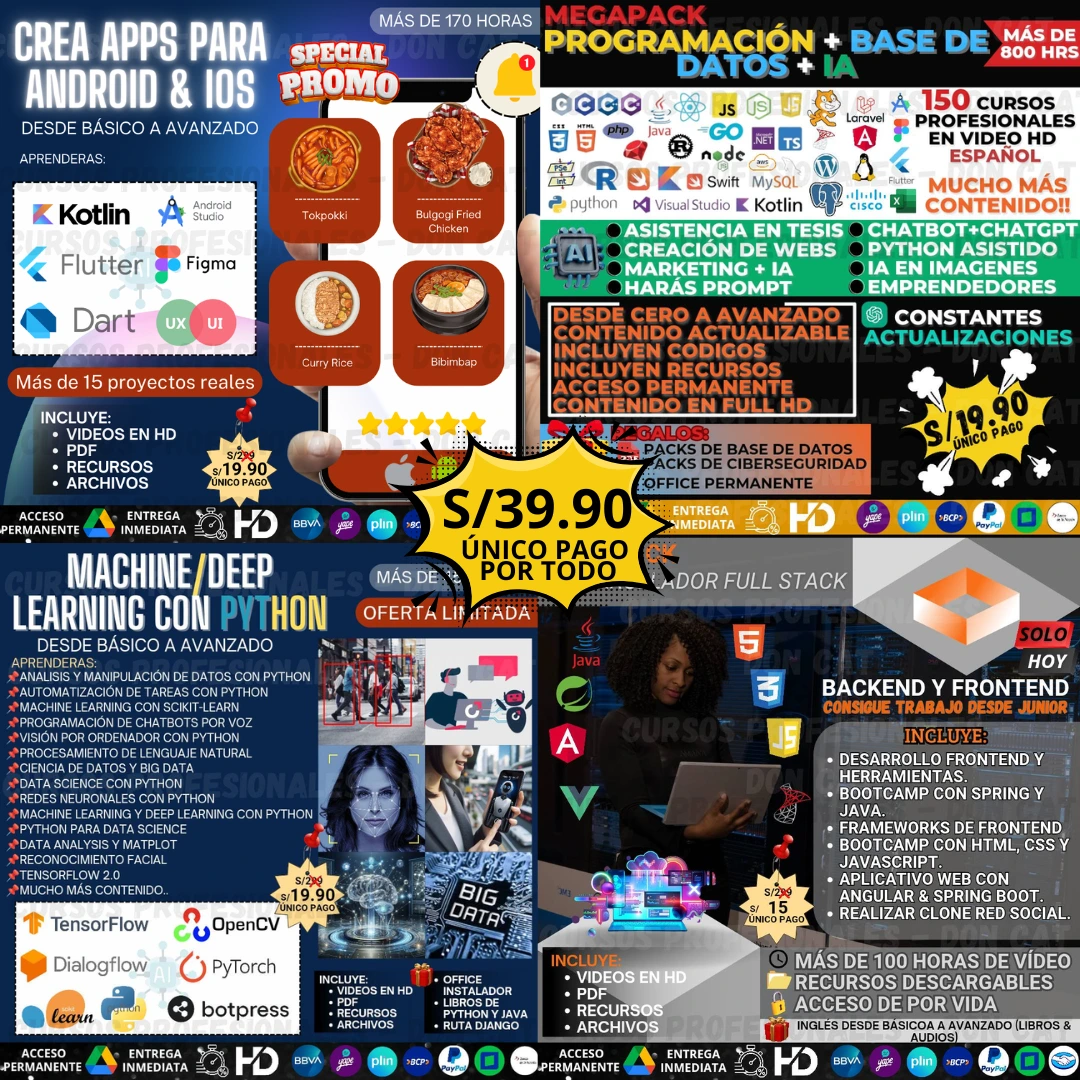 CREA APPS PARA
ANDROID & IOS
DESDE BÁSICO A AVANZADO
APRENDERAS:
MÁS DE 170 HORAS
SPECIAL
PROMO
1
Kotlin
Android
Studio
Flutter
Figma
Dart
UX
UI
Más de 15 proyectos reales
INCLUYE:
VIDEOS EN HD
PDF
RECURSOS
ARCHIVOS
S/299
S/19.90
ÚNICO PAGO
Tokpokki
Bulgogi Fried
Chicken
Curry Rice
Bibimbap
ACCESO
PERMANENTE
ENTREGA
INMEDIATA
HD
BBVA
yape
plin
MEGAPACK
PROGRAMACIÓN + BASE DE
DATOS + IA
MÁS DE
800 HRS
JS
Laravel
CSS
HTML
php
Java
GO
.NET
TS
node
aws
R
Swift
MySQL
Flutter
python
Visual Studio
Kotlin
CISCO
150 CURSOS
PROFESIONALES
EN VIDEO HD
ESPAÑOL
MUCHO MÁS
CONTENIDO!!
AI
ASISTENCIA EN TESIS
CREACIÓN DE WEBS
MARKETING + IA
HARÁS PROMPT
CHATBOT+CHATGPT
PYTHON ASISTIDO
IA EN IMAGENES
EMPRENDEDORES
DESDE CERO A AVANZADO
CONTENIDO ACTUALIZABLE
INCLUYEN CODIGOS
INCLUYEN RECURSOS
ACCESO PERMANENTE
CONTENIDO EN FULL HD
CONSTANTES
ACTUALIZACIONES
S/19.90
ÚNICO PAGO
PACKS DE BASE DE DATOS
PACKS DE CIBERSEGURIDAD
OFFICE PERMANENTE
INMEDIATA
HD
yape
plin
BCP
PayPal
S/39.90
ÚNICO PAGO
POR TODO
MACHINE/DEEP
LEARNING CON PYTHON
DESDE BÁSICO A AVANZADO
MÁS DE
OFERTA LIMITADA
APRENDERAS:
ANALISIS Y MANIPULACIÓN DE DATOS CON PYTHON
AUTOMATIZACIÓN DE TAREAS CON PYTHON
MACHINE LEARNING CON SCIKIT-LEARN
PROGRAMACIÓN DE CHATBOTS POR VOZ
VISIÓN POR ORDENADOR CON PYTHON
PROCESAMIENTO DE LENGUAJE NATURAL
CIENCIA DE DATOS Y BIG DATA
DATA SCIENCE CON PYTHON
REDES NEURONALES CON PYTHON
MACHINE LEARNING Y DEEP LEARNING CON PYTHON
PYTHON PARA DATA SCIENCE
DATA ANALYSIS Y MATPLOT
RECONOCIMIENTO FACIAL
TENSORFLOW 2.0
MUCHO MÁS CONTENIDO..
S/299
S/19.90
ÚNICO PAGO
BIG
DATA
TensorFlow
OpenCV
Dialogflow
PyTorch
learn
python
botpress
INCLUYE:
VIDEOS EN HD
PDF
RECURSOS
ARCHIVOS
OFFICE
INSTALADOR
LIBROS DE
PYTHON Y JAVA
RUTA DJANGO
ACCESO
PERMANENTE
ENTREGA
INMEDIATA
HD
BBVA
yape
plin
BCP
PayPal
FULL STACK
SOLO
HOY
Java
BACKEND Y FRONTEND
CONSIGUE TRABAJO DESDE JUNIOR
INCLUYE:
DESARROLLO FRONTEND Y
HERRAMIENTAS.
BOOTCAMP CON SPRING Y
JAVA.
FRAMEWORKS DE FRONTEND
BOOTCAMP CON HTML, CSS Y
JAVASCRIPT.
APLICATIVO WEB CON
ANGULAR & SPRING BOOT.
REALIZAR CLONE RED SOCIAL.
S/299
S/ 15
ÚNICO PAGO
INCLUYE:
VIDEOS EN HD
PDF
RECURSOS
ARCHIVOS
MÁS DE 100 HORAS DE VÍDEO
RECURSOS DESCARGABLES
ACCESO DE POR VIDA
INGLÉS DESDE BÁSICOA A AVANZADO (LIBROS &
AUDIOS)
ACCESO
PERMANENTE
ENTREGA
INMEDIATA
HD
BBVA
yape
plin
BCP
PayPal